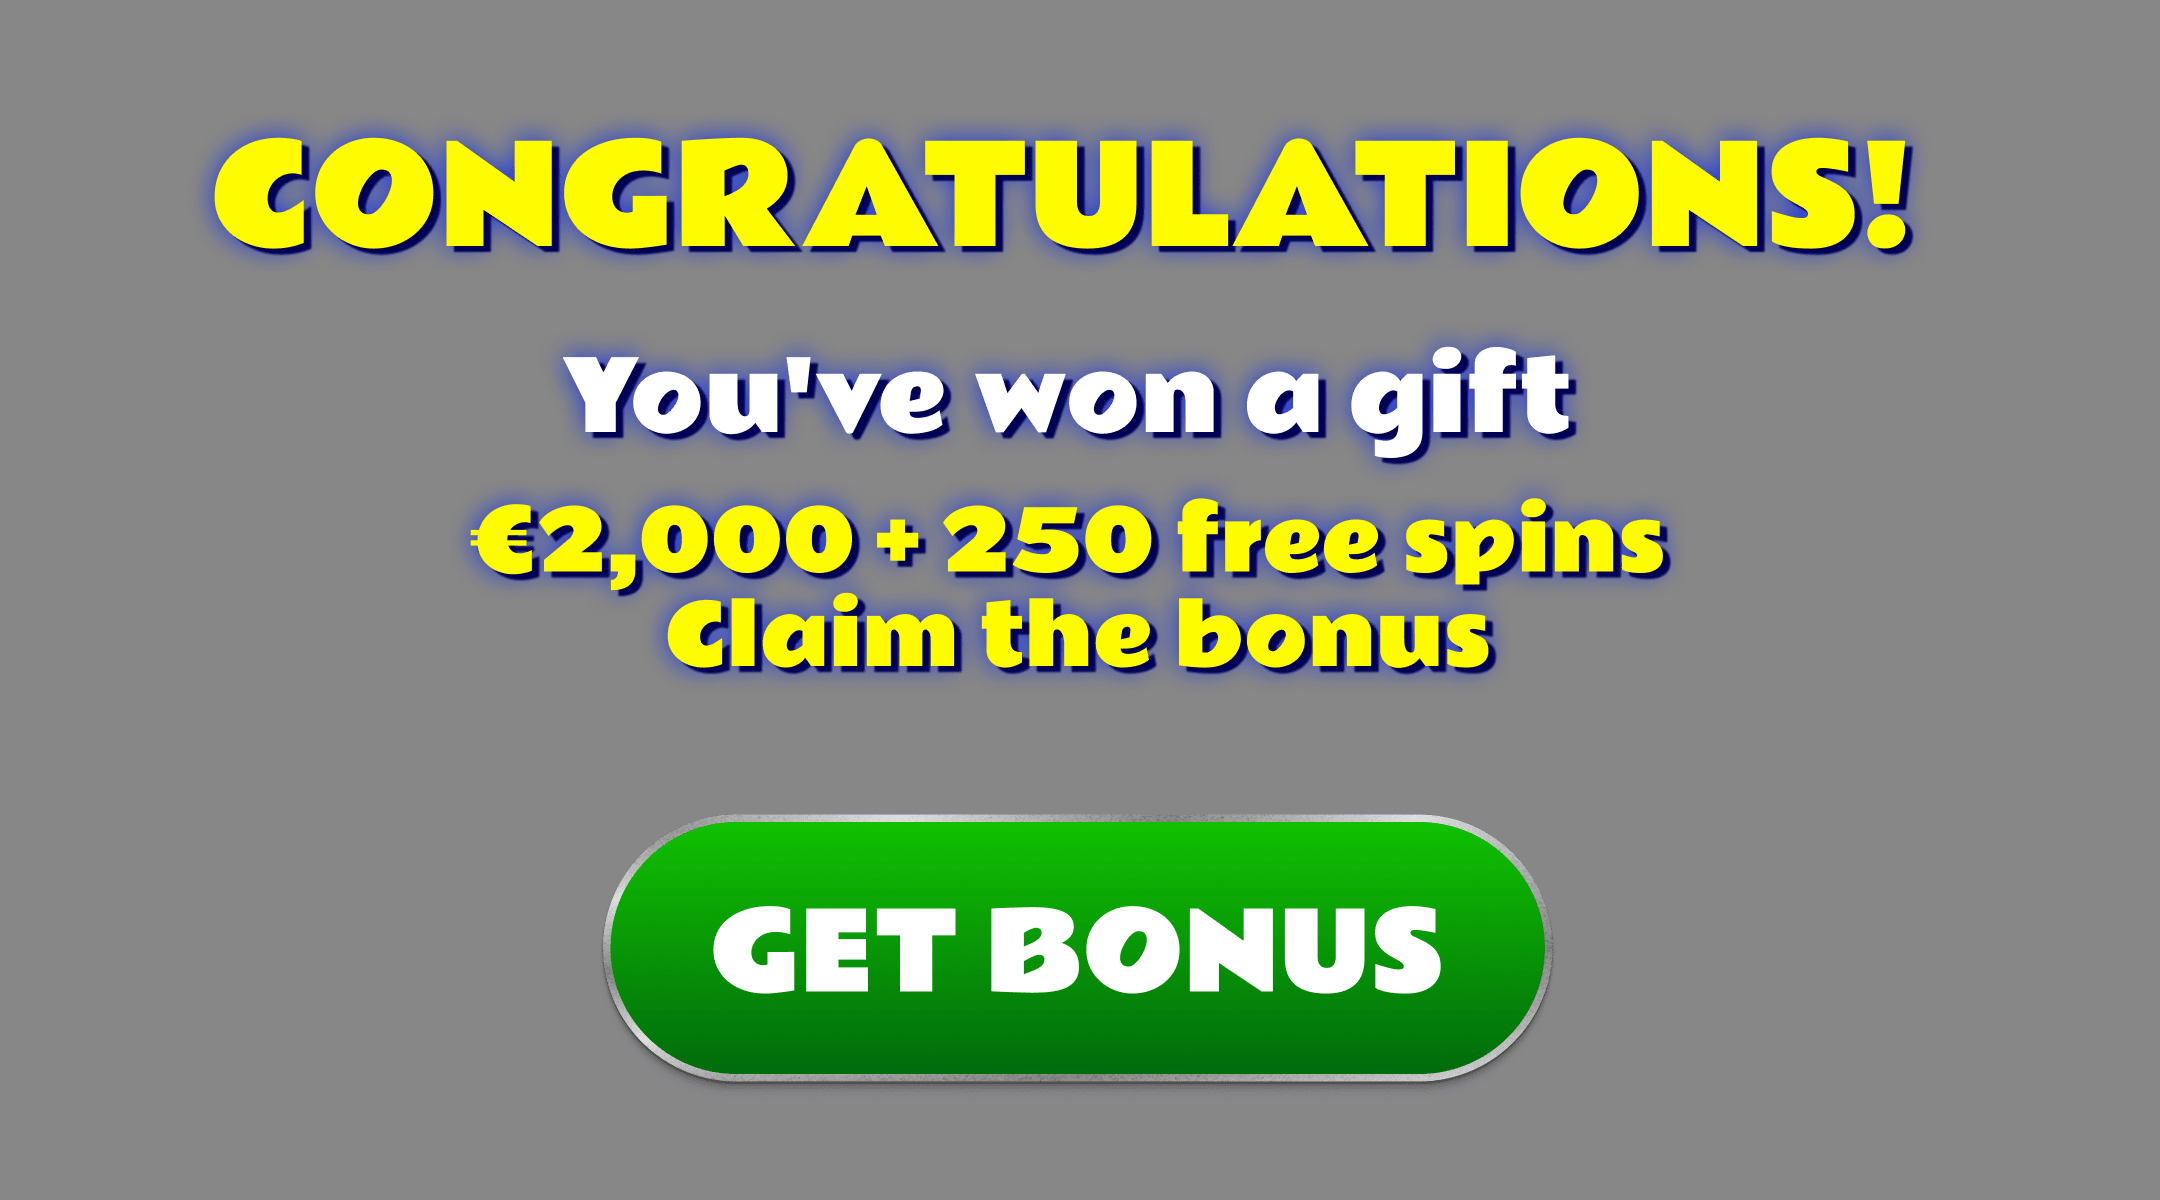 CONGRATULATIONS!
You've won a gift
€2,000 + 250 free spins
Claim the bonus
GET BONUS